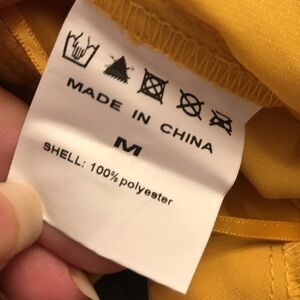 MADE IN CHINA
M
SHELL: 100% polyester